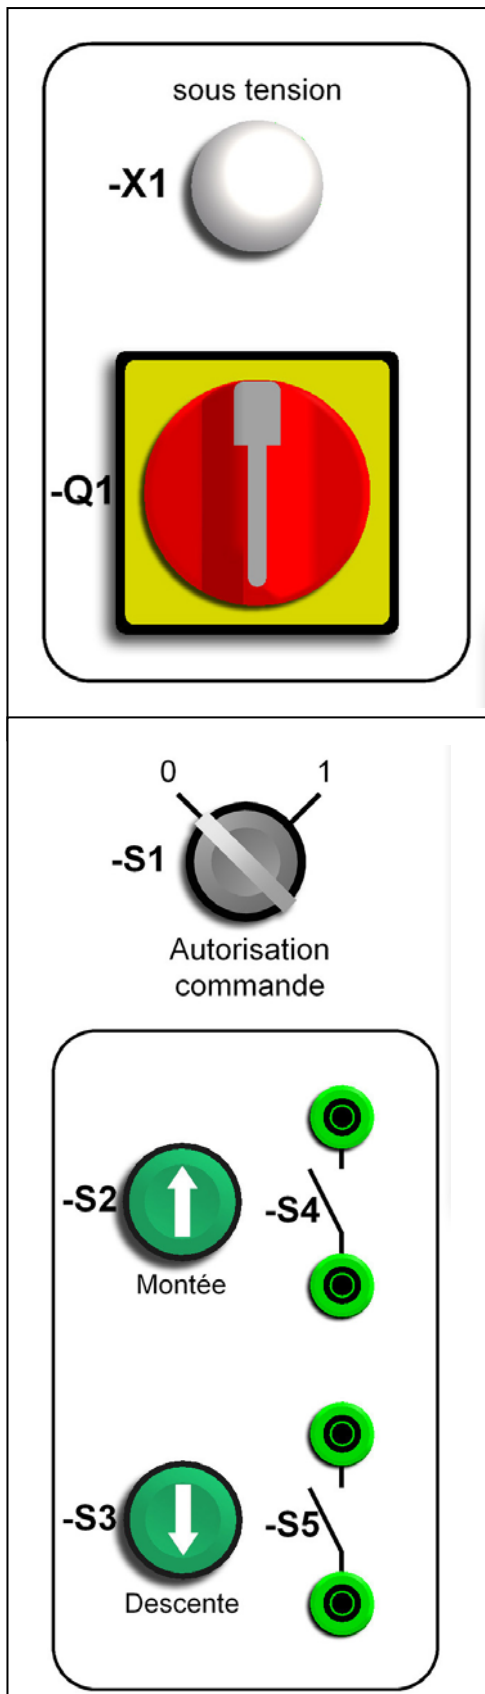 sous tension
-X1
-Q1
0 1
-S1
Autorisation
commande
-S2
-S4
Montée
-S3
-S5
Descente